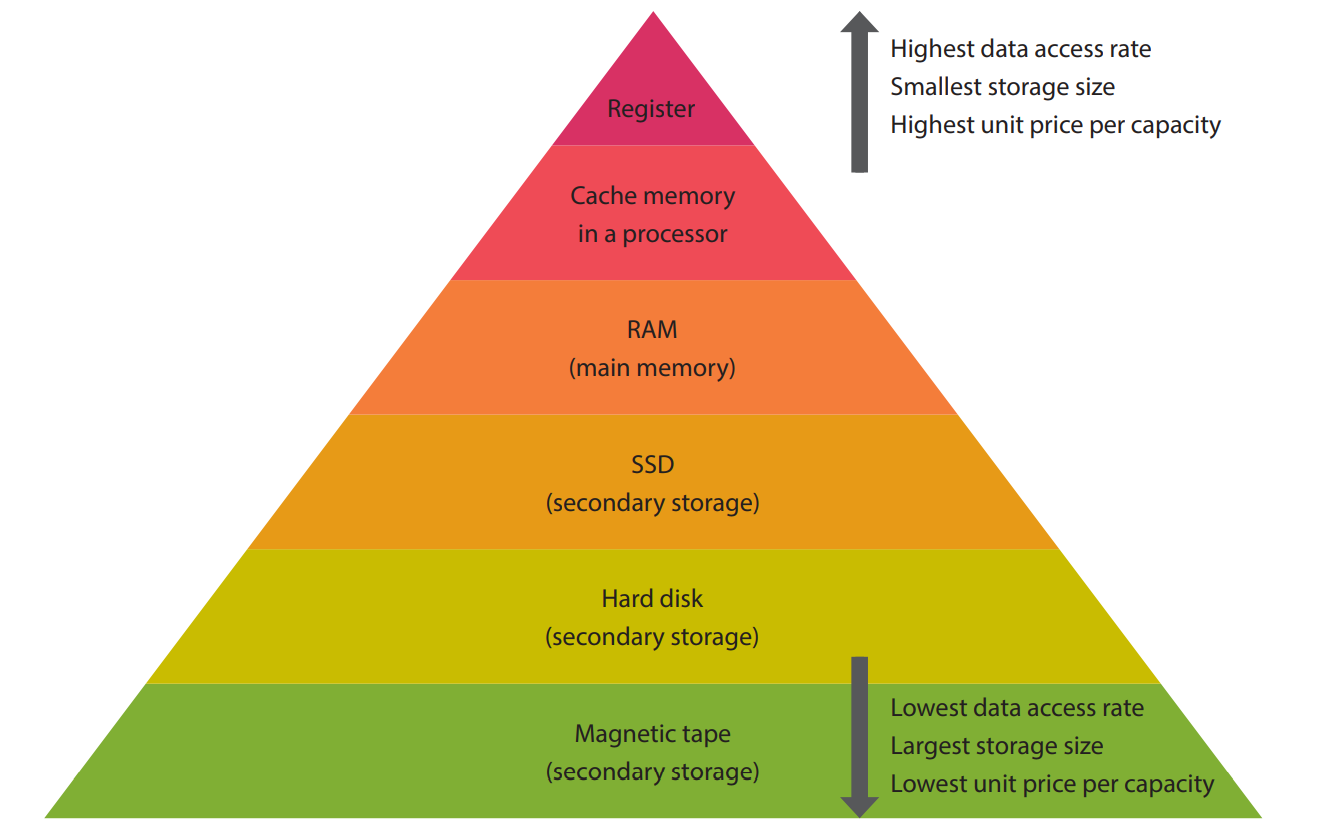 Highest data access rate
Smallest storage size
Highest unit price per capacity
Register
Cache memory
in a processor
RAM
(main memory)
SSD
(secondary storage)
Hard disk
(secondary storage)
Magnetic tape
(secondary storage)
Lowest data access rate
Largest storage size
Lowest unit price per capacity